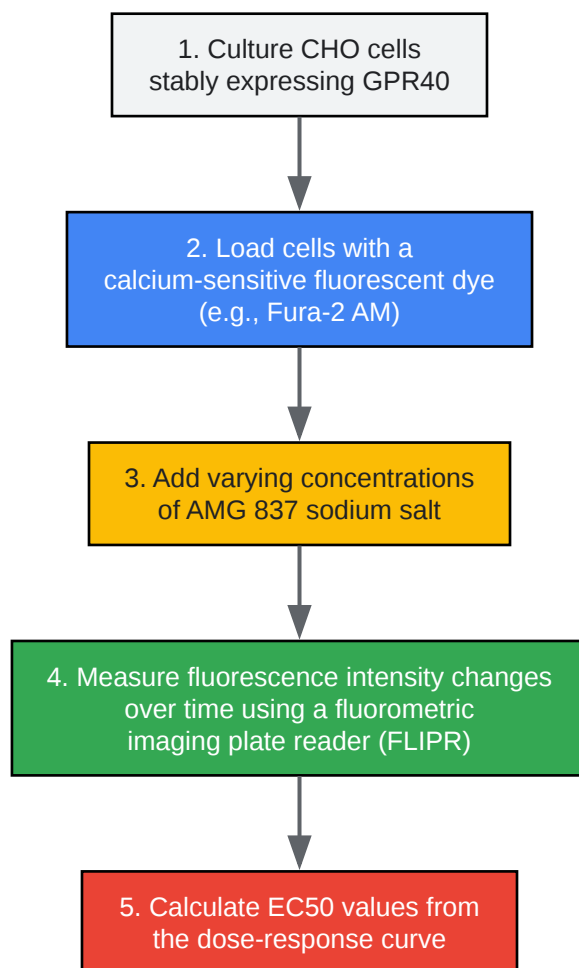 1. Culture CHO cells
stably expressing GPR40
2. Load cells with a
calcium-sensitive fluorescent dye
(e.g., Fura-2 AM)
3. Add varying concentrations
of AMG 837 sodium salt
4. Measure fluorescence intensity changes
over time using a fluorometric
imaging plate reader (FLIPR)
5. Calculate EC50 values from
the dose-response curve